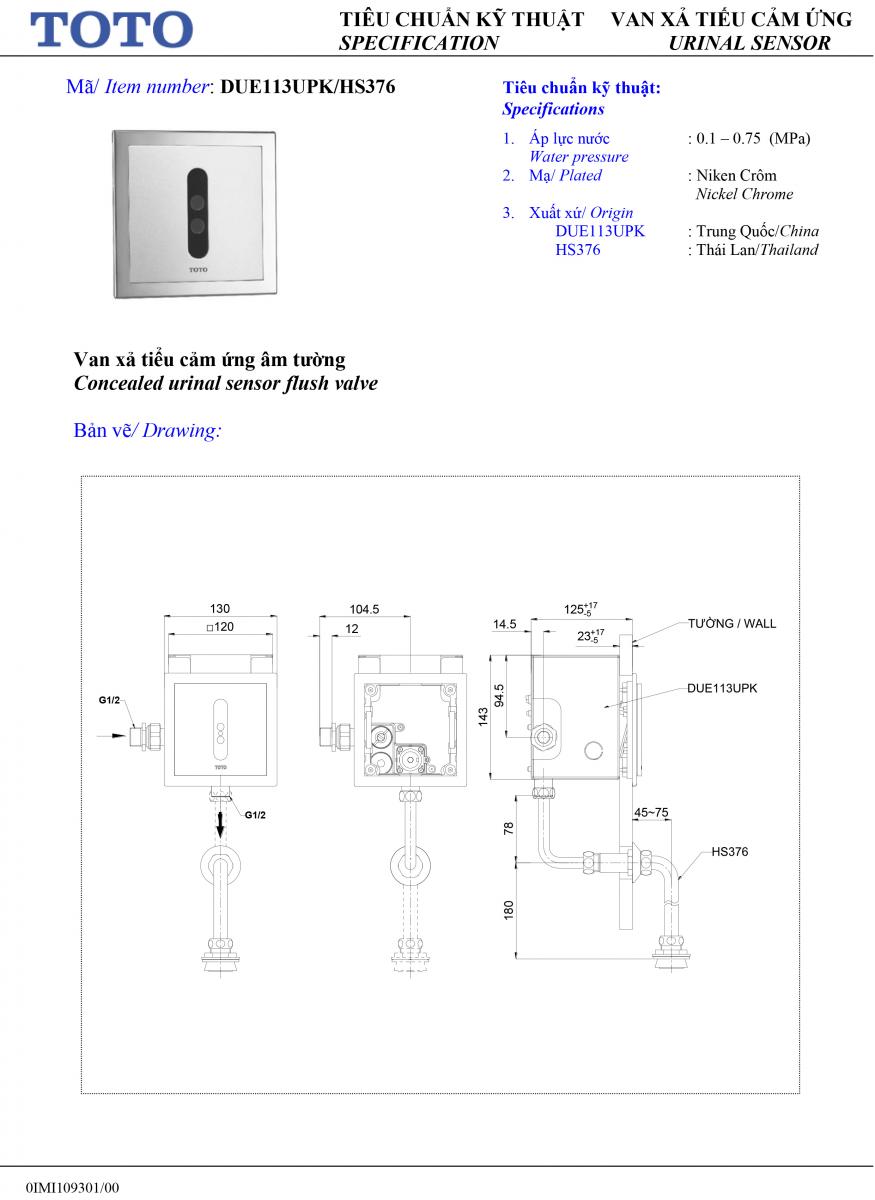 TOTO
TIÊU CHUẨN KỸ THUẬT VAN XẢ TIỂU CẢM ỨNG
SPECIFICATION URINAL SENSOR
Mã/ Item number: DUE113UPK/HS376
Tiêu chuẩn kỹ thuật:
Specifications
1. Áp lực nước : 0.1 – 0.75 (MPa)
Water pressure
2. Mạ/ Plated : Niken Crôm
Nickel Chrome
3. Xuất xứ/ Origin
DUE113UPK : Trung Quốc/China
HS376 : Thái Lan/Thailand
TOTO
Van xả tiểu cảm ứng âm tường
Concealed urinal sensor flush valve
Bản vẽ/ Drawing:
130
□120
G1/2
TOTO
G1/2
104.5
12
125+17-5
14.5
23+17-5
TƯỜNG / WALL
DUE113UPK
143
94.5
45~75
78
HS376
180
0IMI109301/00